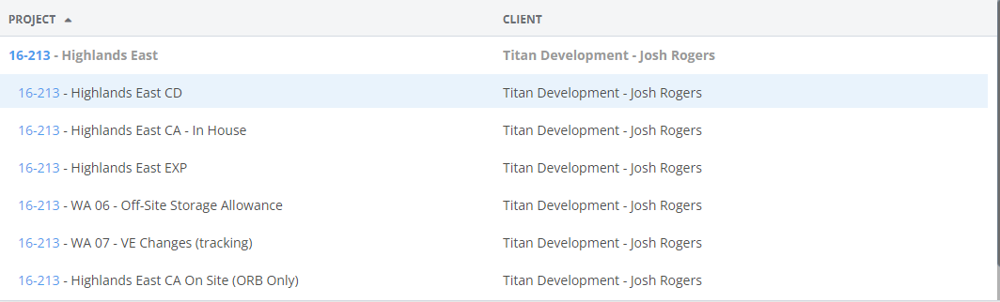 PROJECT CLIENT
16-213 - Highlands East Titan Development - Josh Rogers
16-213 - Highlands East CD Titan Development - Josh Rogers
16-213 - Highlands East CA - In House Titan Development - Josh Rogers
16-213 - Highlands East EXP Titan Development - Josh Rogers
16-213 - WA 06 - Off-Site Storage Allowance Titan Development - Josh Rogers
16-213 - WA 07 - VE Changes (tracking) Titan Development - Josh Rogers
16-213 - Highlands East CA On Site (ORB Only) Titan Development - Josh Rogers